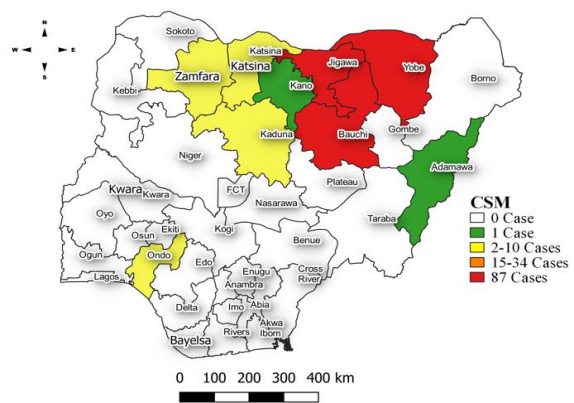 N
W E
S
Sokoto
Katsina
Katsina
Zamfara
Jigawa
Yobe
Borno
Kebbi
Kano
Kaduna
Bauchi
Gombe
Niger
Adamawa
Kwara
Kwara
FCT
Plateau
Nasarawa
Oyo
Taraba
Osun
Ekiti
Kogi
Benue
Ogun
Ondo
Edo
Lagos
Enugu
Cross
River
Anambra
Delta
Imo
Abia
Bayelsa
Rivers
Akwa
Ibom
CSM
0 Case
1 Case
2-10 Cases
15-34 Cases
87 Cases
0 100 200 300 400 km